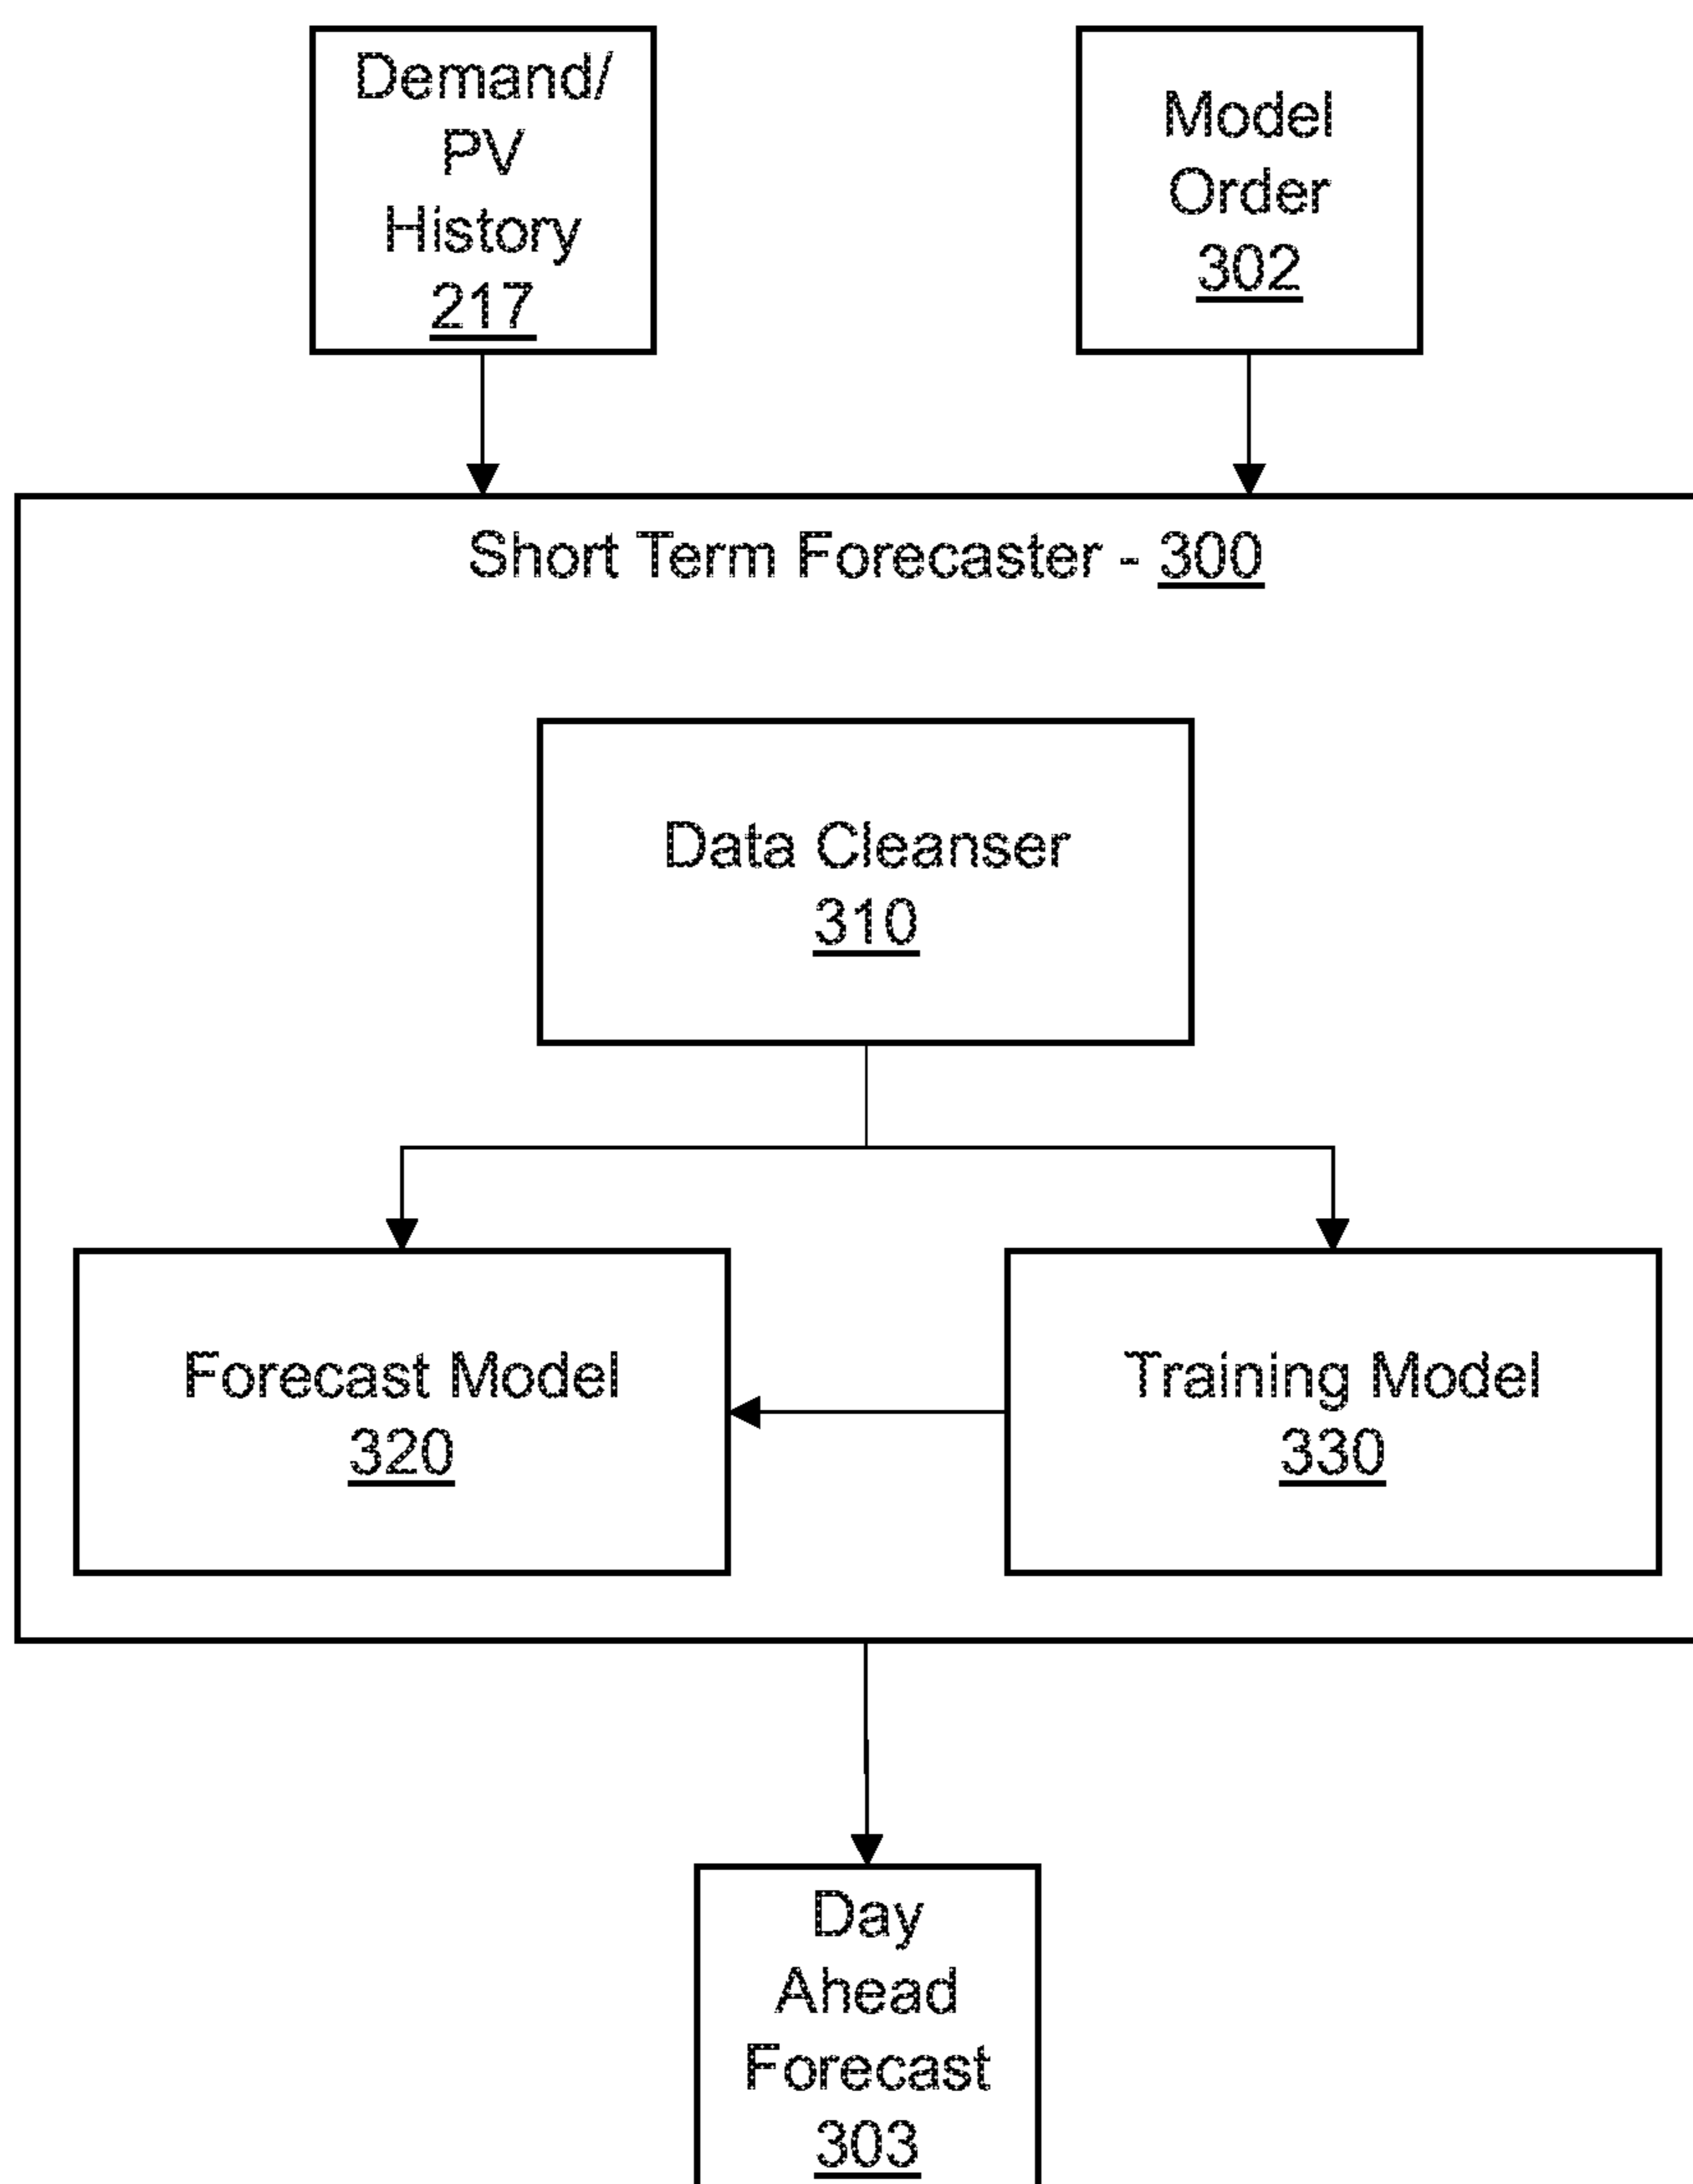 Demand/
PV
History
217
Model
Order
302
Short Term Forecaster - 300
Data Cleanser
310
Forecast Model
320
Training Model
330
Day
Ahead
Forecast
303